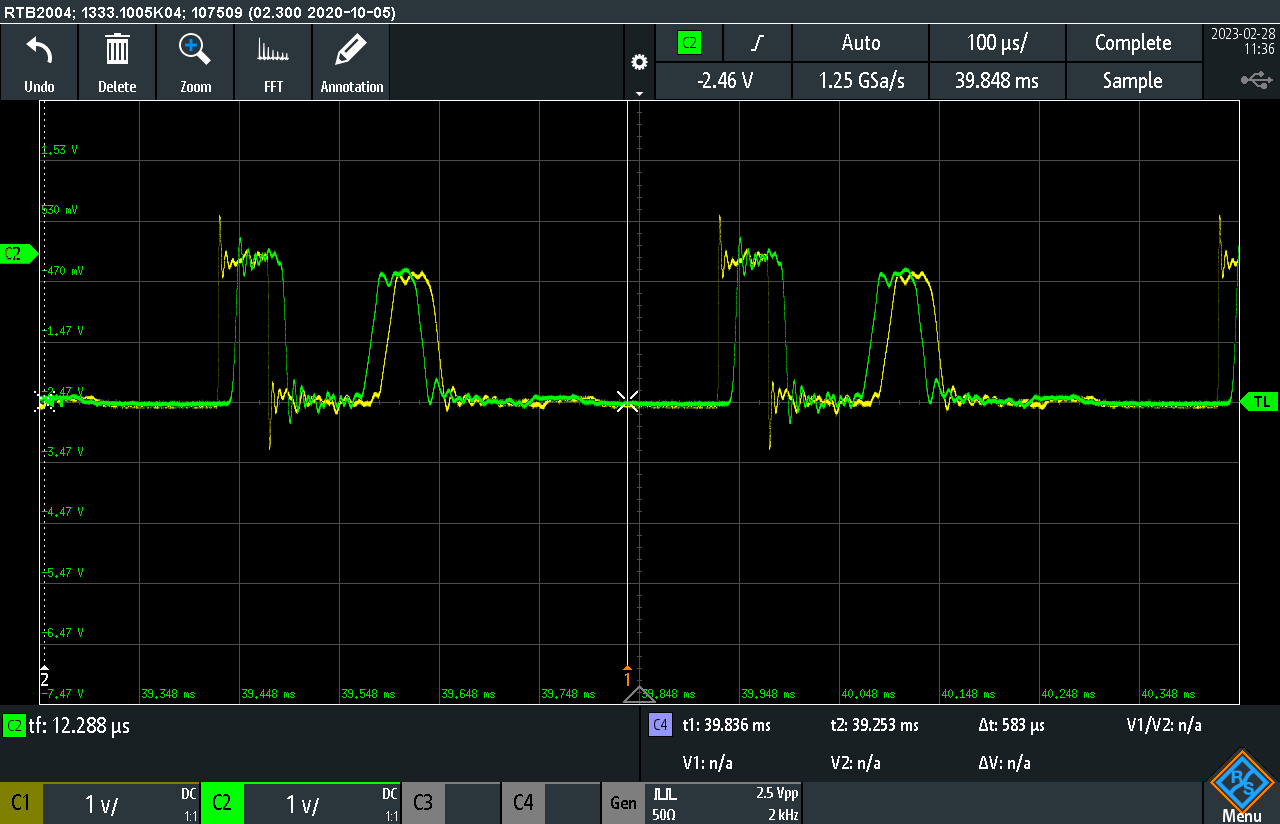 RTB2004; 1333.1005K04; 107509 (02.300 2020-10-05)
Undo
Delete
Zoom
FFT
Annotation
C2
Auto
100 µs/
Complete
2023-02-28
11:36
-2.46 V
1.25 GSa/s
39.848 ms
Sample
1.53 V
530 mV
C2
-470 mV
-1.47 V
-2.47 V
TL
-3.47 V
-4.47 V
-5.47 V
-6.47 V
2
1
-7.47 V
39.348 ms
39.448 ms
39.548 ms
39.648 ms
39.748 ms
39.848 ms
39.948 ms
40.048 ms
40.148 ms
40.248 ms
40.348 ms
C2 tf: 12.288 µs
C4
t1: 39.836 ms
t2: 39.253 ms
Δt: 583 µs
V1/V2: n/a
V1: n/a
V2: n/a
ΔV: n/a
C1
1 V/
DC
1:1
C2
1 V/
DC
1:1
C3
C4
Gen
2.5 Vpp
50Ω
2 kHz
R&S
Menu